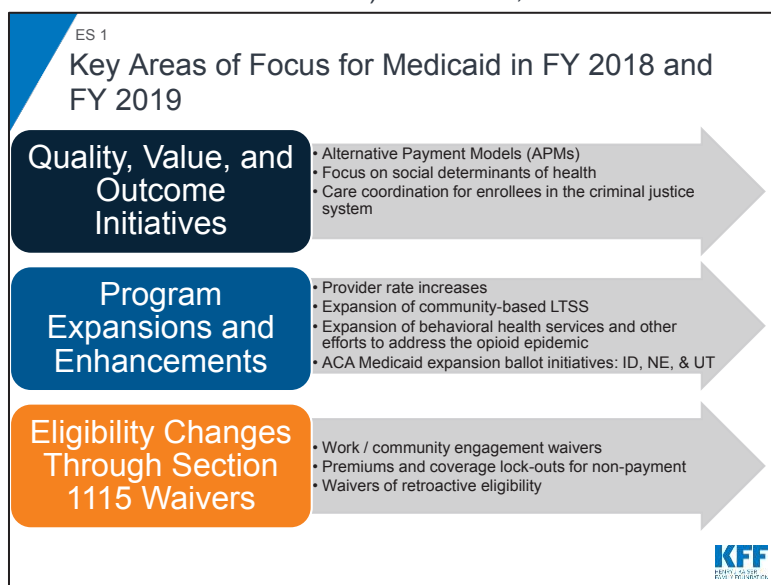 ES 1
Key Areas of Focus for Medicaid in FY 2018 and
FY 2019
Quality, Value, and
Outcome
Initiatives
• Alternative Payment Models (APMs)
• Focus on social determinants of health
• Care coordination for enrollees in the criminal justice
system
Program
Expansions and
Enhancements
• Provider rate increases
• Expansion of community-based LTSS
• Expansion of behavioral health services and other
efforts to address the opioid epidemic
• ACA Medicaid expansion ballot initiatives: ID, NE, & UT
Eligibility Changes
Through Section
1115 Waivers
• Work / community engagement waivers
• Premiums and coverage lock-outs for non-payment
• Waivers of retroactive eligibility
KFF
HENRY J KAISER
FAMILY FOUNDATION